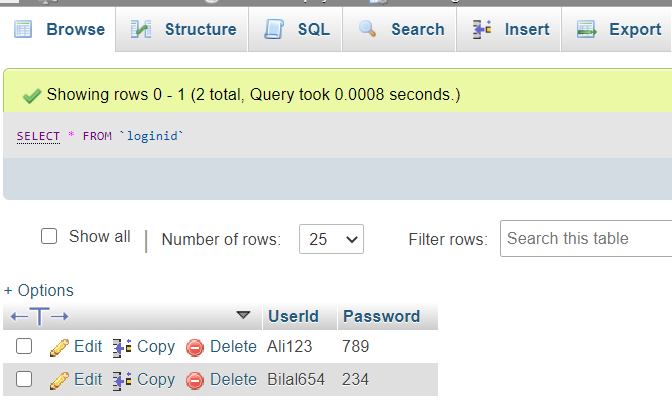 Browse Structure SQL Search Insert Export
Showing rows 0 - 1 (2 total, Query took 0.0008 seconds.)
SELECT * FROM `loginid`
Show all | Number of rows: 25 Filter rows: Search this table
+ Options
←T→ UserId Password
Edit Copy Delete Ali123 789
Edit Copy Delete Bilal654 234